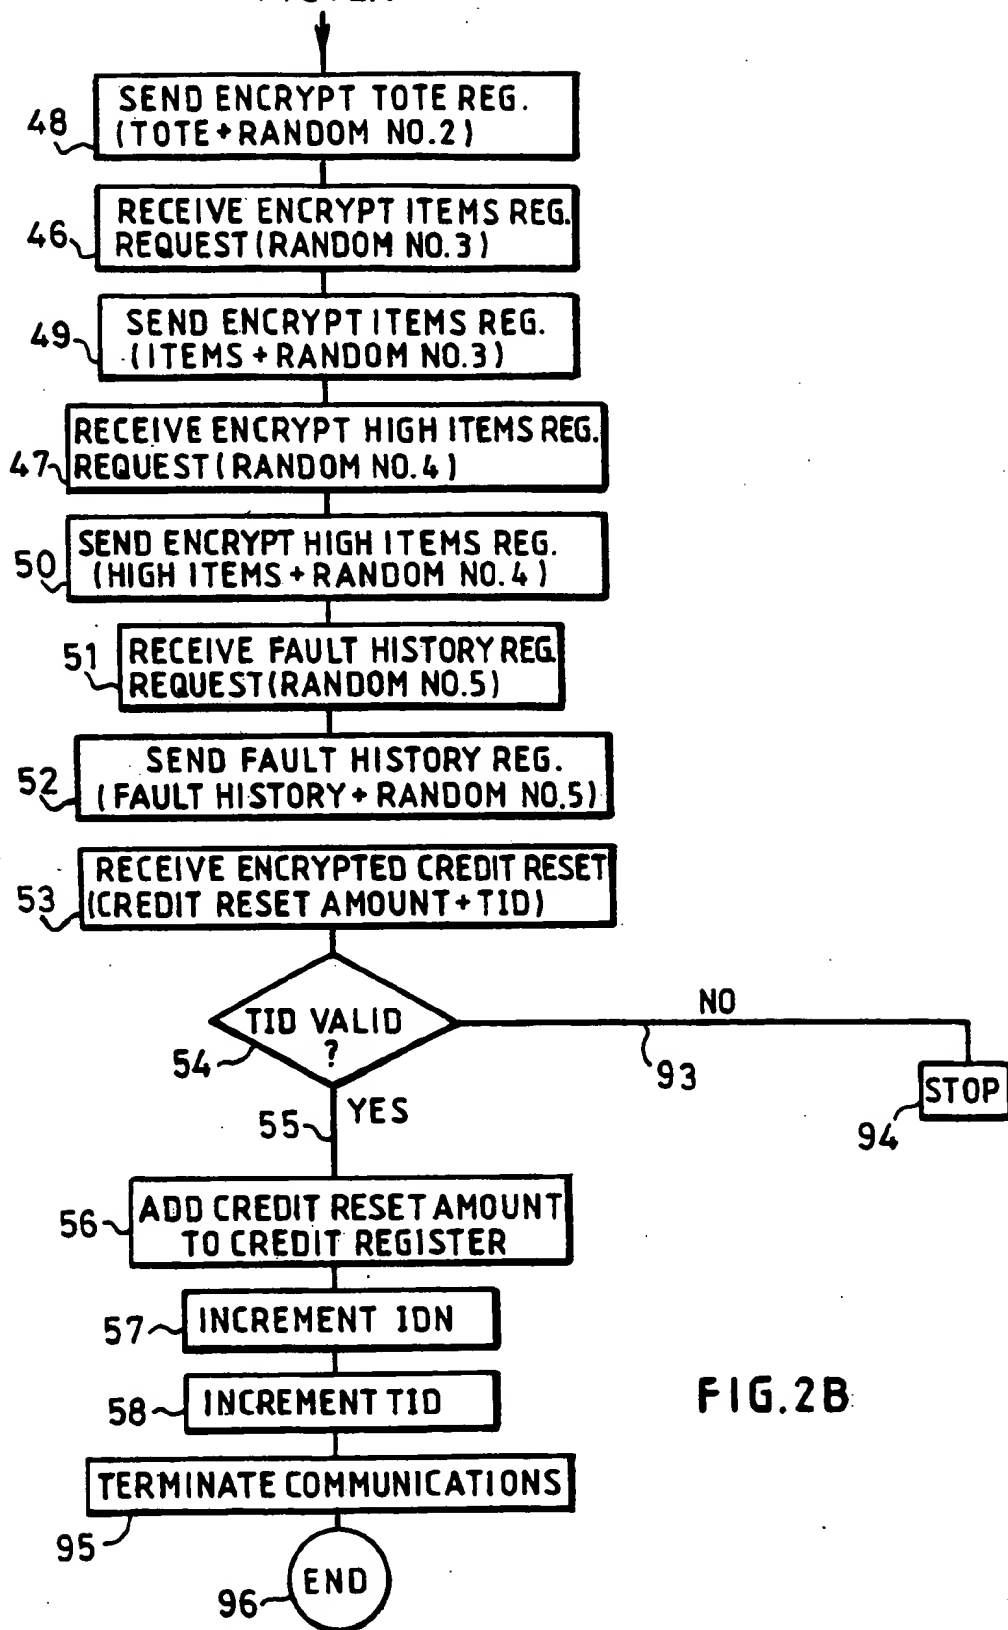 48
SEND ENCRYPT TOTE REG.
(TOTE+RANDOM NO.2)
46
RECEIVE ENCRYPT ITEMS REG.
REQUEST(RANDOM NO.3)
49
SEND ENCRYPT ITEMS REG.
(ITEMS+RANDOM NO.3)
47
RECEIVE ENCRYPT HIGH ITEMS REG.
REQUEST(RANDOM NO.4)
50
SEND ENCRYPT HIGH ITEMS REG.
(HIGH ITEMS+RANDOM NO.4)
51
RECEIVE FAULT HISTORY REG.
REQUEST(RANDOM NO.5)
52
SEND FAULT HISTORY REG.
(FAULT HISTORY+RANDOM NO.5)
53
RECEIVE ENCRYPTED CREDIT RESET
(CREDIT RESET AMOUNT+TID)
TID VALID
?
54
NO
93
STOP
94
YES
55
56
ADD CREDIT RESET AMOUNT
TO CREDIT REGISTER
57
INCREMENT IDN
58
INCREMENT TID
FIG.2B
TERMINATE COMMUNICATIONS
95
END
96